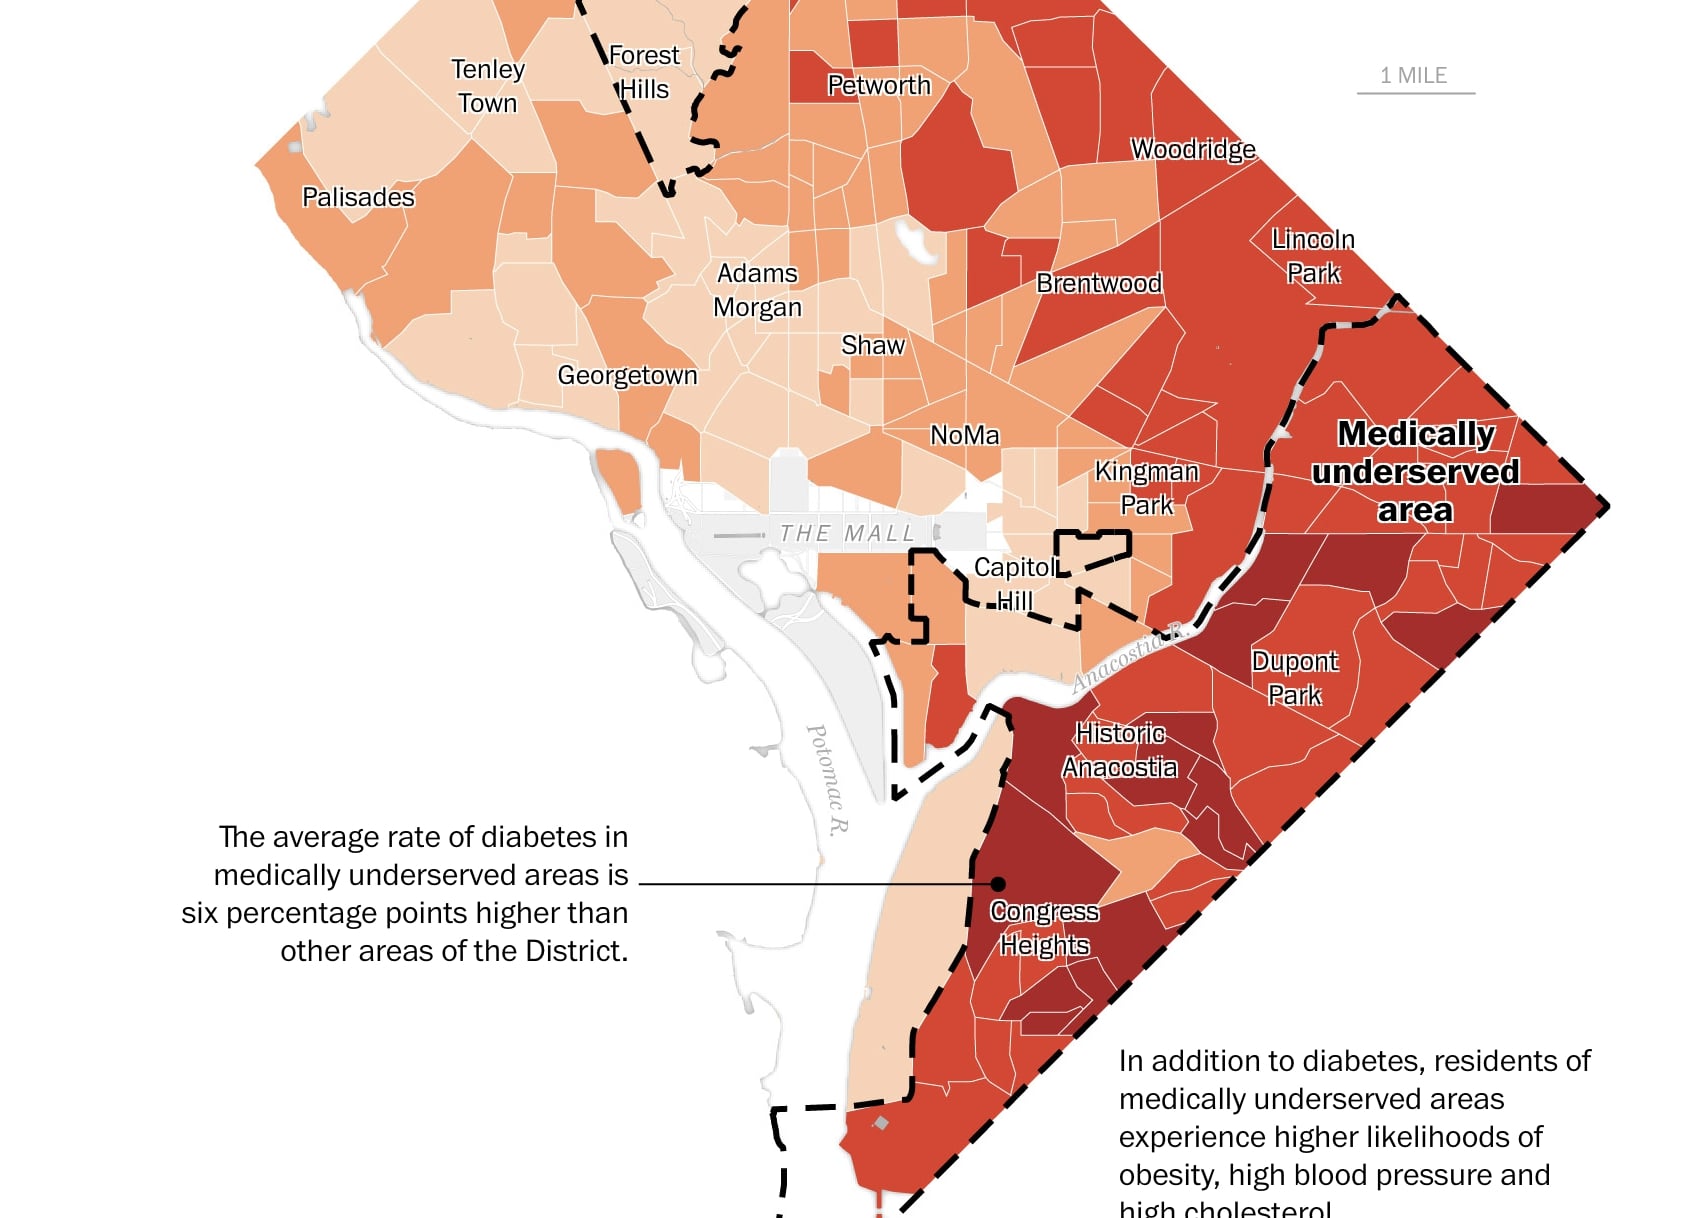 Forest
Hills
Tenley
Town
Petworth
1 MILE
Woodridge
Palisades
Lincoln
Park
Adams
Morgan
Brentwood
Shaw
Georgetown
NoMa
Medically
underserved
area
Kingman
Park
THE MALL
Capitol
Hill
Anacostia R.
Dupont
Park
Potomac R.
Historic
Anacostia
The average rate of diabetes in
medically underserved areas is
six percentage points higher than
other areas of the District.
Congress
Heights
In addition to diabetes, residents of
medically underserved areas
experience higher likelihoods of
obesity, high blood pressure and
high cholesterol